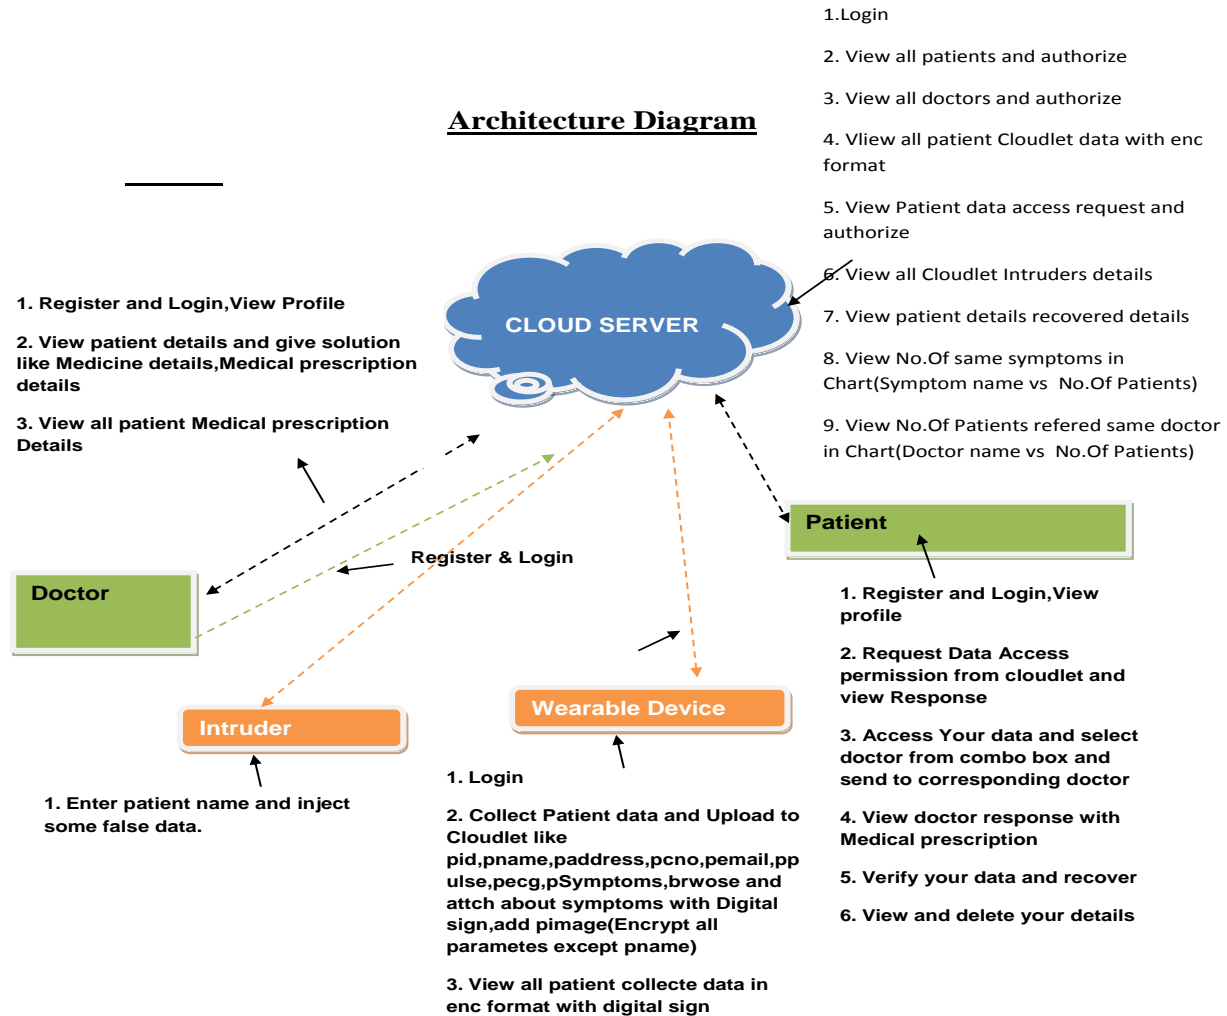 1.Login
2. View all patients and authorize
3. View all doctors and authorize
Architecture Diagram
4. Vliew all patient Cloudlet data with enc
format
5. View Patient data access request and
authorize
6. View all Cloudlet Intruders details
7. View patient details recovered details
8. View No.Of same symptoms in
Chart(Symptom name vs  No.Of Patients)
9. View No.Of Patients refered same doctor
in Chart(Doctor name vs  No.Of Patients)
CLOUD SERVER
1. Register and Login,View Profile
2. View patient details and give solution
like Medicine details,Medical prescription
details
3. View all patient Medical prescription
Details
Register & Login
Doctor
Patient
1. Register and Login,View
profile
2. Request Data Access
permission from cloudlet and
view Response
3. Access Your data and select
doctor from combo box and
send to corresponding doctor
4. View doctor response with
Medical prescription
5. Verify your data and recover
6. View and delete your details
Intruder
1. Enter patient name and inject
some false data.
Wearable Device
1. Login
2. Collect Patient data and Upload to
Cloudlet like
pid,pname,paddress,pcno,pemail,pp
ulse,pecg,pSymptoms,brwose and
attch about symptoms with Digital
sign,add pimage(Encrypt all
parametes except pname)
3. View all patient collecte data in
enc format with digital sign